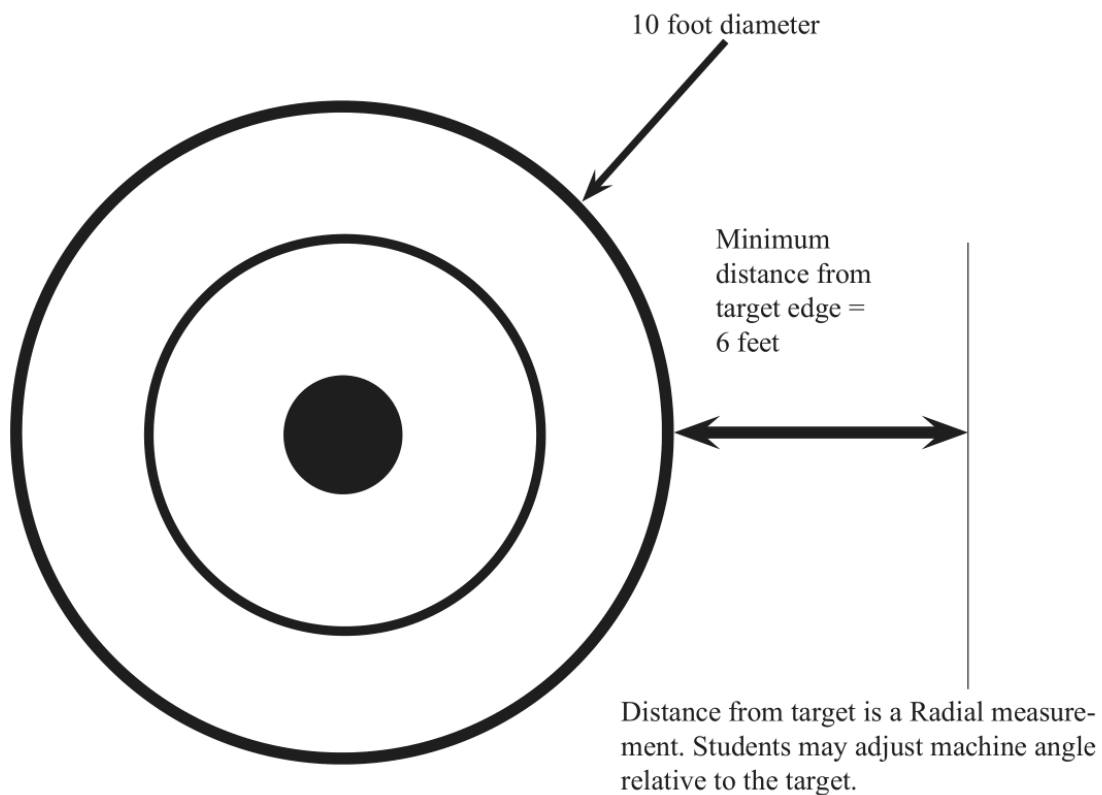 10 foot diameter
Minimum
distance from
target edge =
6 feet
Distance from target is a Radial measure-
ment. Students may adjust machine angle
relative to the target.